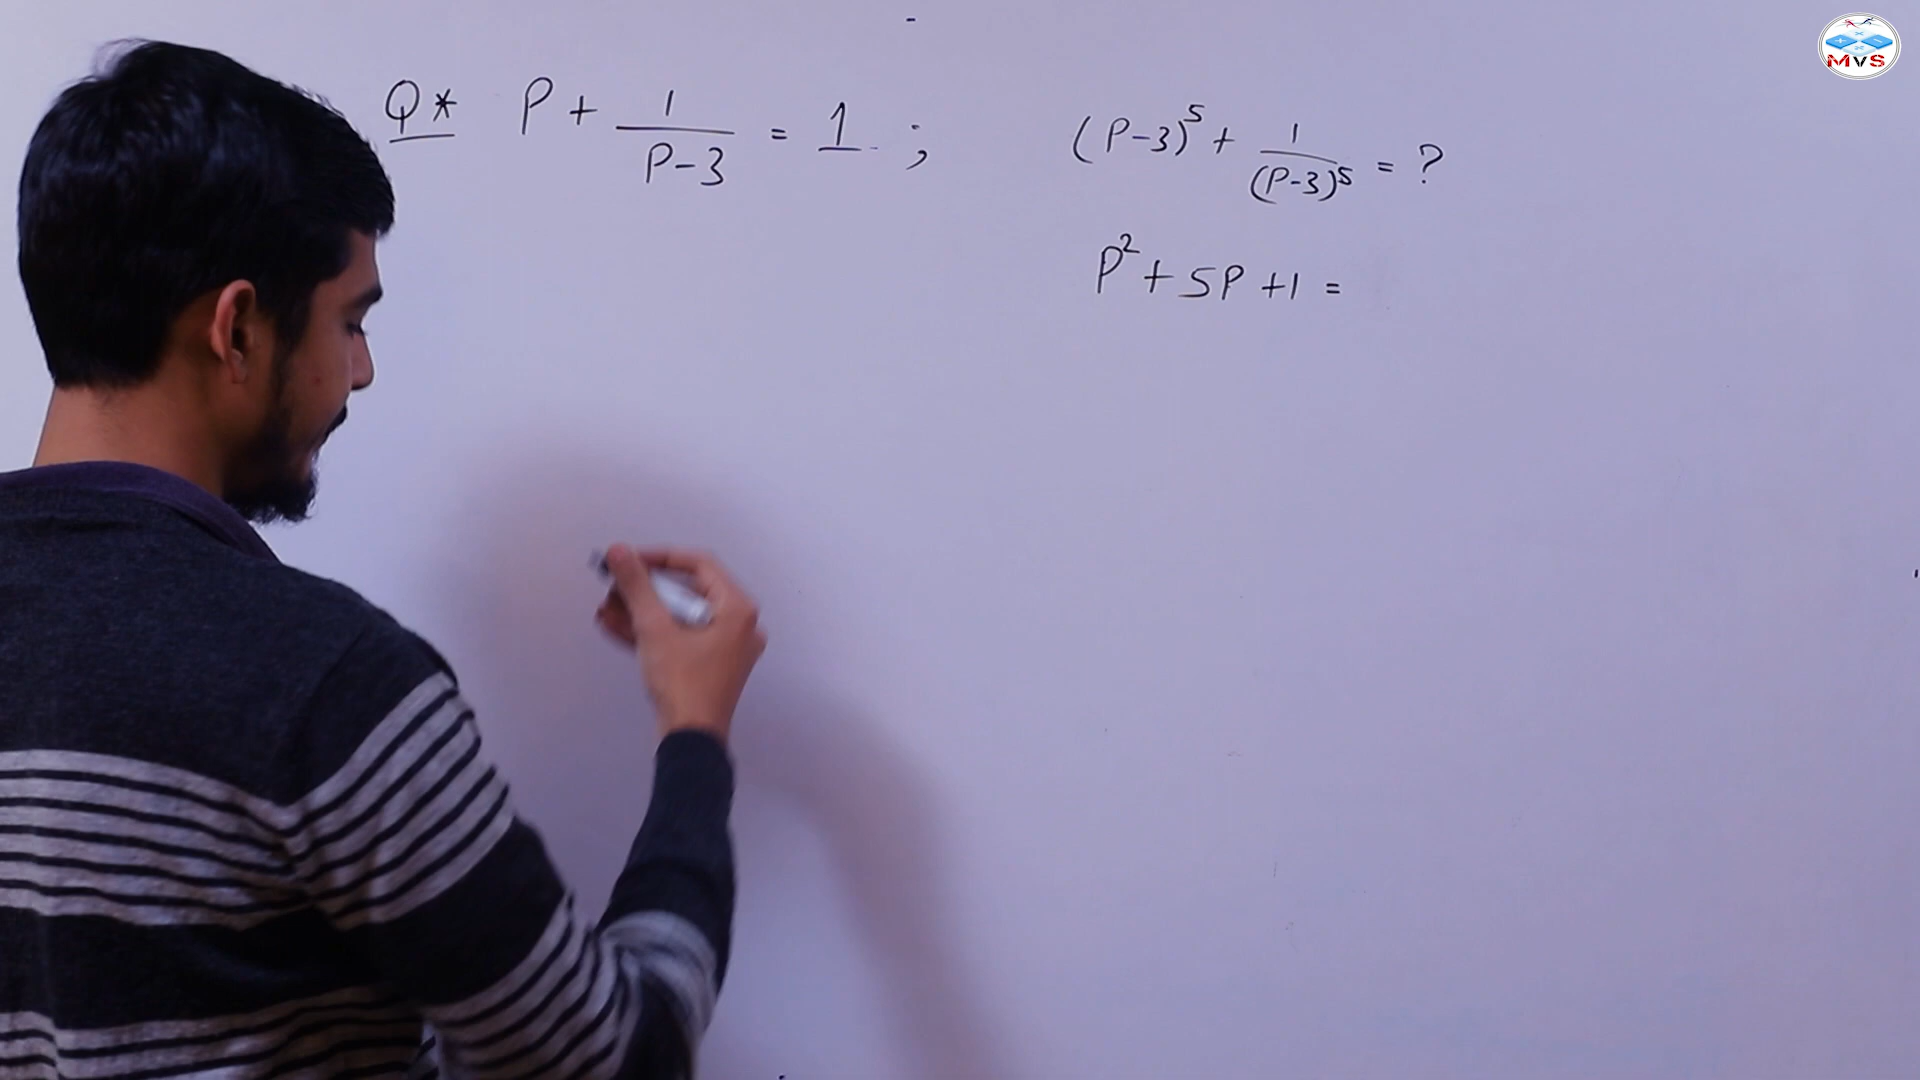 Q* P + 1/(P-3) = 1 ; (P-3)^5 + 1/(P-3)^5 = ?
P^2 + 5P + 1 =
MVS